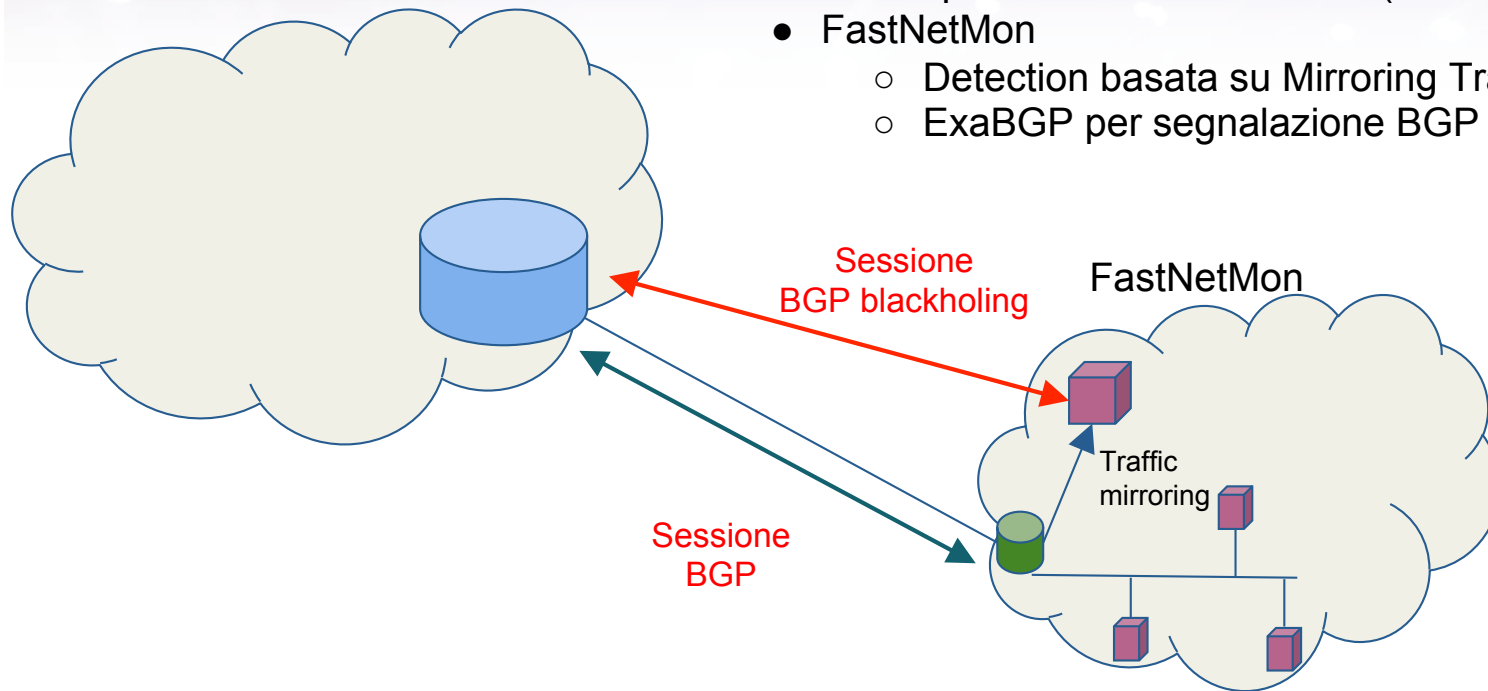 ● FastNetMon
○ Detection basata su Mirroring
○ ExaBGP per segnalazione BGP
Sessione
BGP blackholing
FastNetMon
Traffic
mirroring
Sessione
BGP